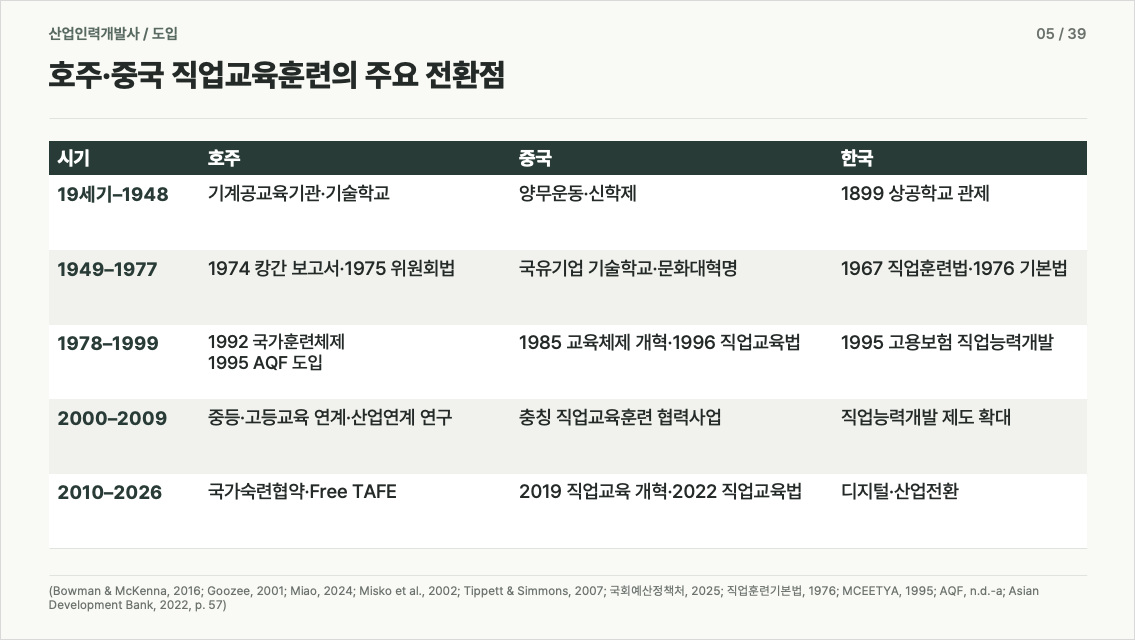 산업인력개발사 / 도입
05 / 39
호주·중국 직업교육훈련의 주요 전환점
시기 호주 중국 한국
19세기–1948 기계공교육기관·기술학교 양무운동·신학제 1899 상공학교 관제
1949–1977 1974 캉간 보고서·1975 위원회법 국유기업 기술학교·문화대혁명 1967 직업훈련법·1976 기본법
1978–1999 1992 국가훈련체제 1985 교육체제 개혁·1996 직업교육법 1995 고용보험 직업능력개발
1995 AQF 도입
2000–2009 중등·고등교육 연계·산업연계 연구 충칭 직업교육훈련 협력사업 직업능력개발 제도 확대
2010–2026 국가숙련협약·Free TAFE 2019 직업교육 개혁·2022 직업교육법 디지털·산업전환
(Bowman & McKenna, 2016; Goozee, 2001; Miao, 2024; Misko et al., 2002; Tippett & Simmons, 2007; 국회예산정책처, 2025; 직업훈련기본법, 1976; MCEETYA, 1995; AQF, n.d.-a; Asian
Development Bank, 2022, p. 57)